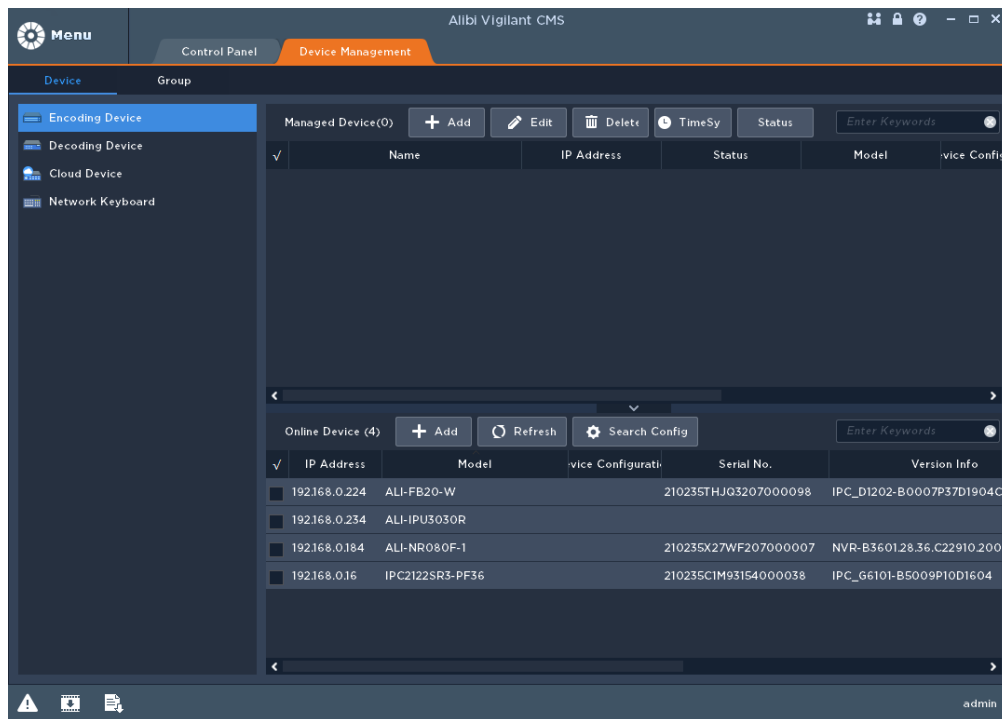 Alibi Vigilant CMS
Menu
Control Panel Device Management
Device Group
Encoding Device
Decoding Device
Cloud Device
Network Keyboard
Managed Device(0) Add Edit Delete TimeSy Status Enter Keywords
√ Name IP Address Status Model vice Config
Online Device (4) Add Refresh Search Config Enter Keywords
√ IP Address Model vice Configurati Serial No. Version Info
192.168.0.224 ALI-FB20-W 210235THJQ3207000098 IPC_D1202-B0007P37D1904C
192.168.0.234 ALI-IPU3030R
192.168.0.184 ALI-NR080F-1 210235X27WF207000007 NVR-B3601.28.36.C22910.200
192.168.0.16 IPC2122SR3-PF36 210235C1M93154000038 IPC_G6101-B5009P10D1604
admin